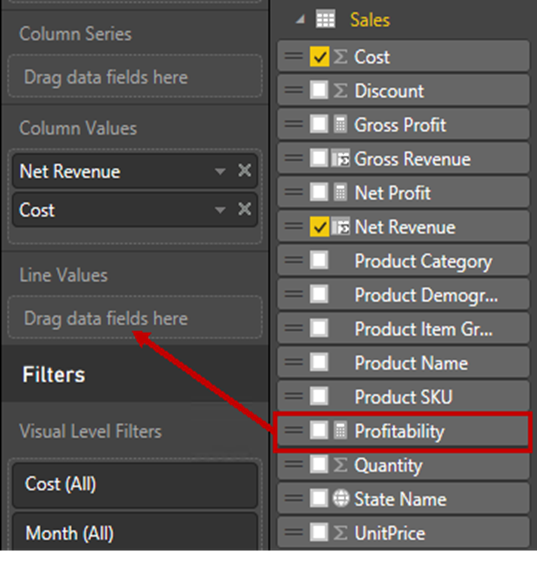 Column Series
Drag data fields here
Column Values
Net Revenue
Cost
Line Values
Drag data fields here
Filters
Visual Level Filters
Cost (All)
Month (All)
Sales
Cost
Discount
Gross Profit
Gross Revenue
Net Profit
Net Revenue
Product Category
Product Demogr...
Product Item Gr...
Product Name
Product SKU
Profitability
Quantity
State Name
UnitPrice